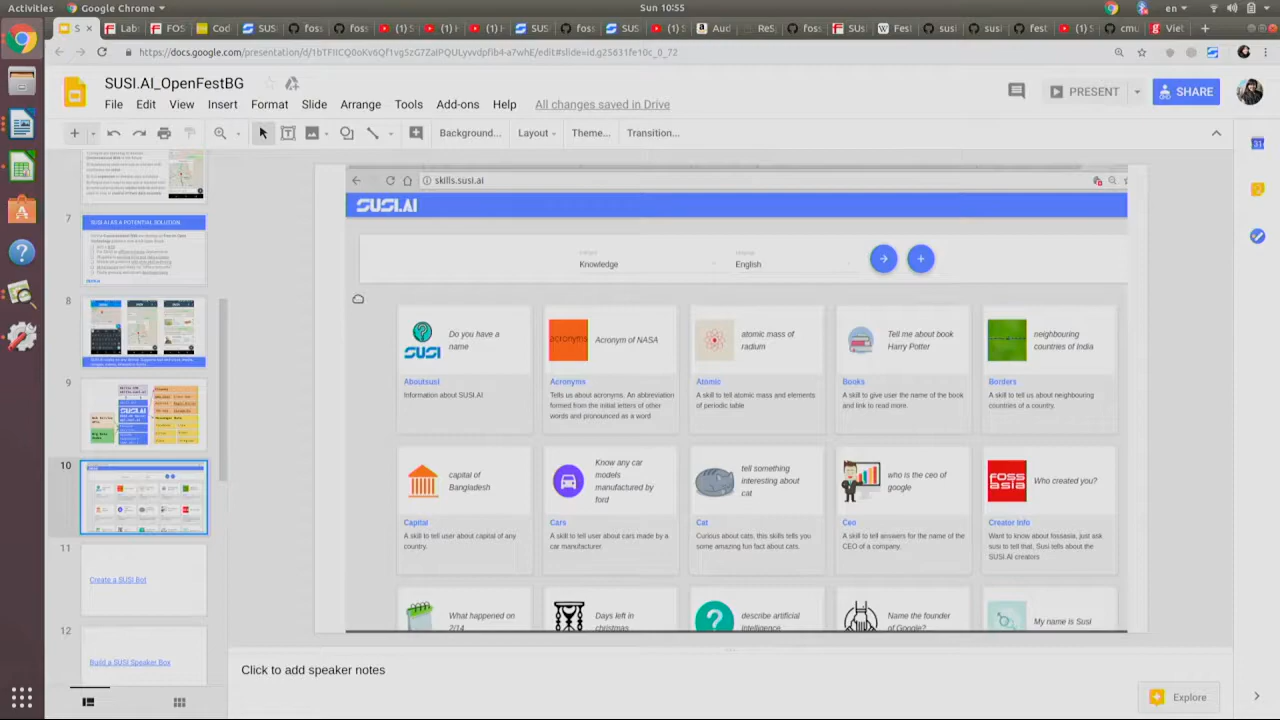 Activities Google Chrome Sun 10:55 en
https://docs.google.com/presentation/d/1bTFIICQ0oKv6Qf1vg5zG7ZaIPQULyvvdpfib4-a7whE/edit#slide=id.g25631fe10c_0_72
SUSI.AI_OpenFestBG
File Edit View Insert Format Slide Arrange Tools Add-ons Help All changes saved in Drive
PRESENT SHARE
Background... Layout Theme... Transition...
7
SUSI.AI AS A POTENTIAL SOLUTION
8
9
10
11
Create a SUSI Bot
12
Build a SUSI Speaker Box
skills.susi.ai
SUSI.AI
Knowledge English
Do you have a name
Aboutsusi
Information about SUSI.AI
Acronym of NASA
Acronyms
Tells us about acronyms. An abbreviation formed from the initial letters of other words and pronounced as a word
atomic mass of radium
Atomic
A skill to tell atomic mass and elements of periodic table
Tell me about book Harry Potter
Books
A skill to give user the name of the book and link to read more.
neighbouring countries of India
Borders
A skill to tell us about neighbouring countries of a country.
capital of Bangladesh
Capital
A skill to tell user about capital of any country.
Know any car models manufactured by ford
Cars
A skill to tell user about cars made by a car manufacturer.
tell something interesting about cat
Cat
Curious about cats, this skills tells you some amazing fun fact about cats.
who is the ceo of google
Ceo
A skill to tell answers for the name of the CEO of a company.
FOSS ASIA
Who created you?
Creator Info
Want to know about fossasia, just ask susi to tell that. Susi tells about the SUSI.AI creators
What happened on 2/14
Days left in christmas
describe artificial intelligence
Name the founder of Google?
My name is Susi
Click to add speaker notes
Explore